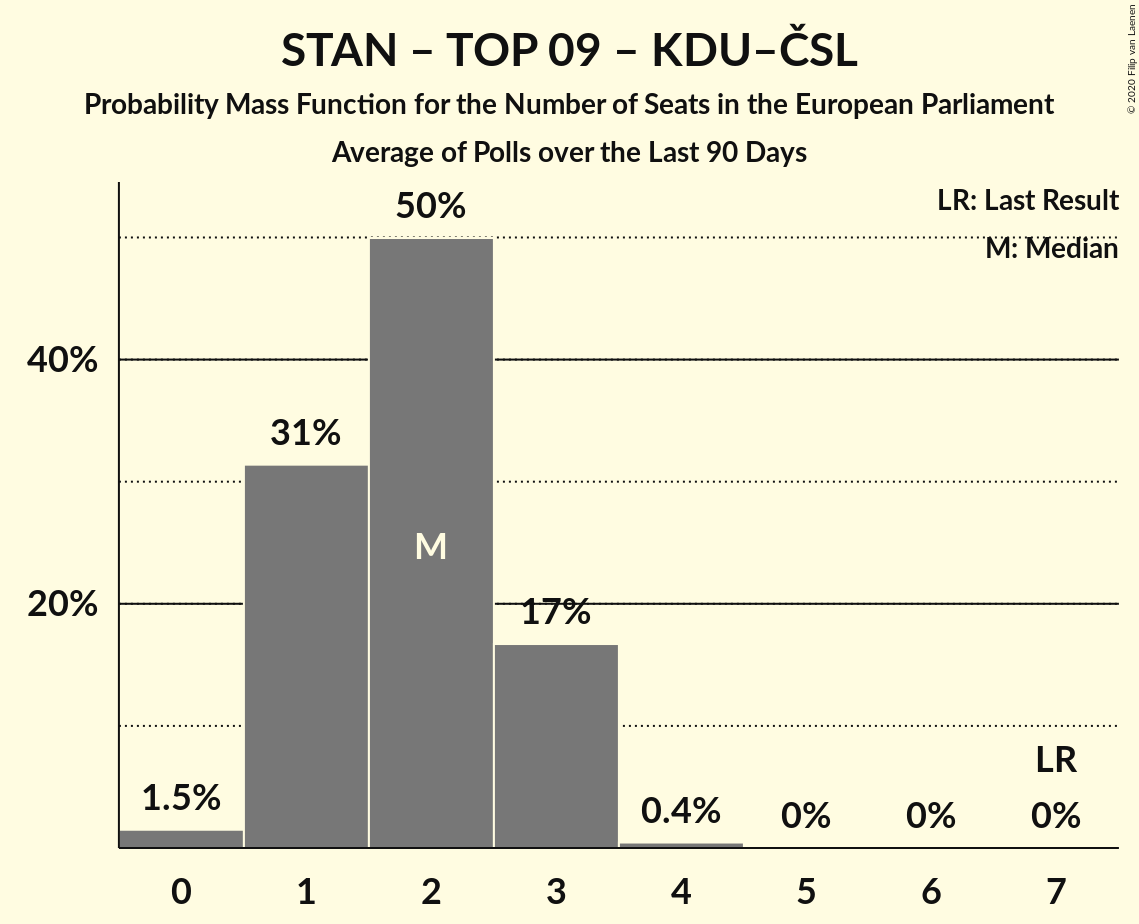 STAN – TOP 09 – KDU–ČSL
Probability Mass Function for the Number of Seats in the European Parliament
Average of Polls over the Last 90 Days
© 2020 Filip van Laenen
LR: Last Result
M: Median
50%
40%
31%
M
20%
17%
LR
1.5%
0.4%
0%
0%
0%
0
1
2
3
4
5
6
7